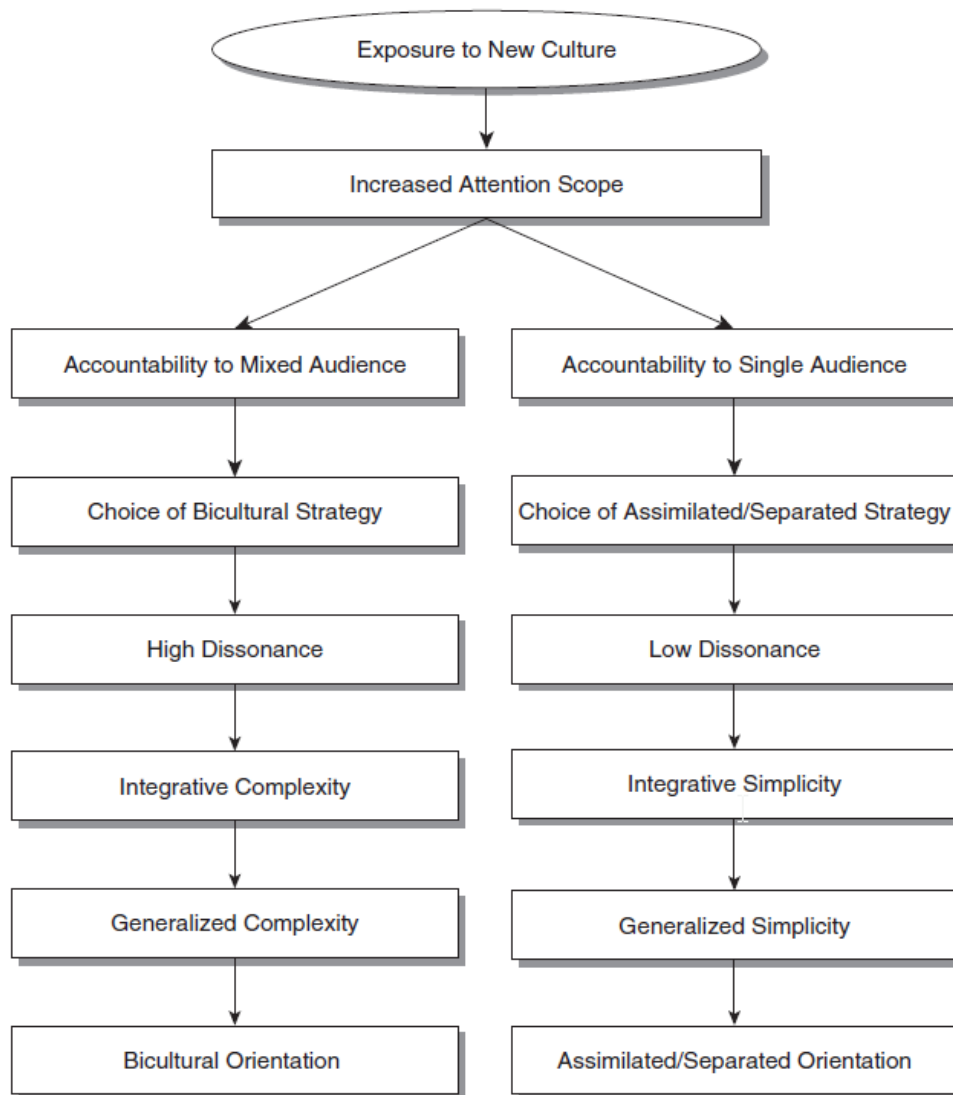 Exposure to New Culture
Increased Attention Scope
Accountability to Mixed Audience
Accountability to Single Audience
Choice of Bicultural Strategy
Choice of Assimilated/Separated Strategy
High Dissonance
Low Dissonance
Integrative Complexity
Integrative Simplicity
Generalized Complexity
Generalized Simplicity
Bicultural Orientation
Assimilated/Separated Orientation